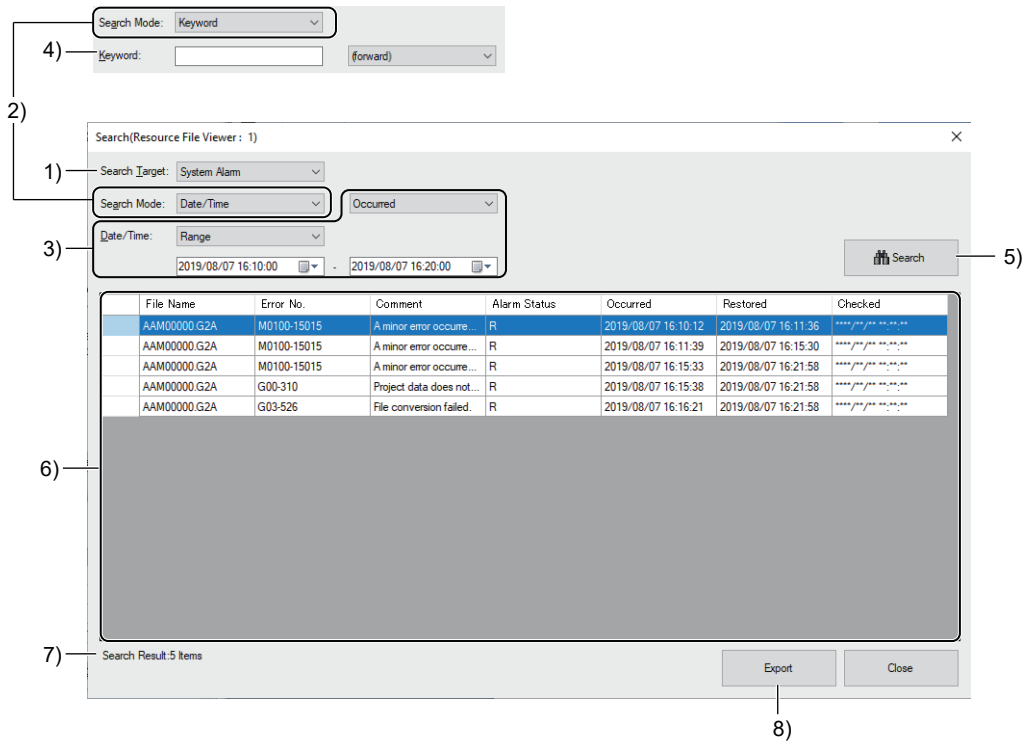 Search Mode: Keyword
4) Keyword: (forward)
2)
Search(Resource File Viewer : 1)
1) Search Target: System Alarm
Search Mode: Date/Time Occurred
3) Date/Time: Range
2019/08/07 16:10:00 - 2019/08/07 16:20:00
Search 5)
File Name Error No. Comment Alarm Status Occurred Restored Checked
AAM00000.G2A M0100-15015 A minor error occurre... R 2019/08/07 16:10:12 2019/08/07 16:11:36 ****/**/** **:**:**
AAM00000.G2A M0100-15015 A minor error occurre... R 2019/08/07 16:11:39 2019/08/07 16:15:30 ****/**/** **:**:**
AAM00000.G2A M0100-15015 A minor error occurre... R 2019/08/07 16:15:33 2019/08/07 16:21:58 ****/**/** **:**:**
AAM00000.G2A G00-310 Project data does not... R 2019/08/07 16:15:38 2019/08/07 16:21:58 ****/**/** **:**:**
AAM00000.G2A G03-526 File conversion failed. R 2019/08/07 16:16:21 2019/08/07 16:21:58 ****/**/** **:**:**
6)
7) Search Result:5 Items
Export Close
8)